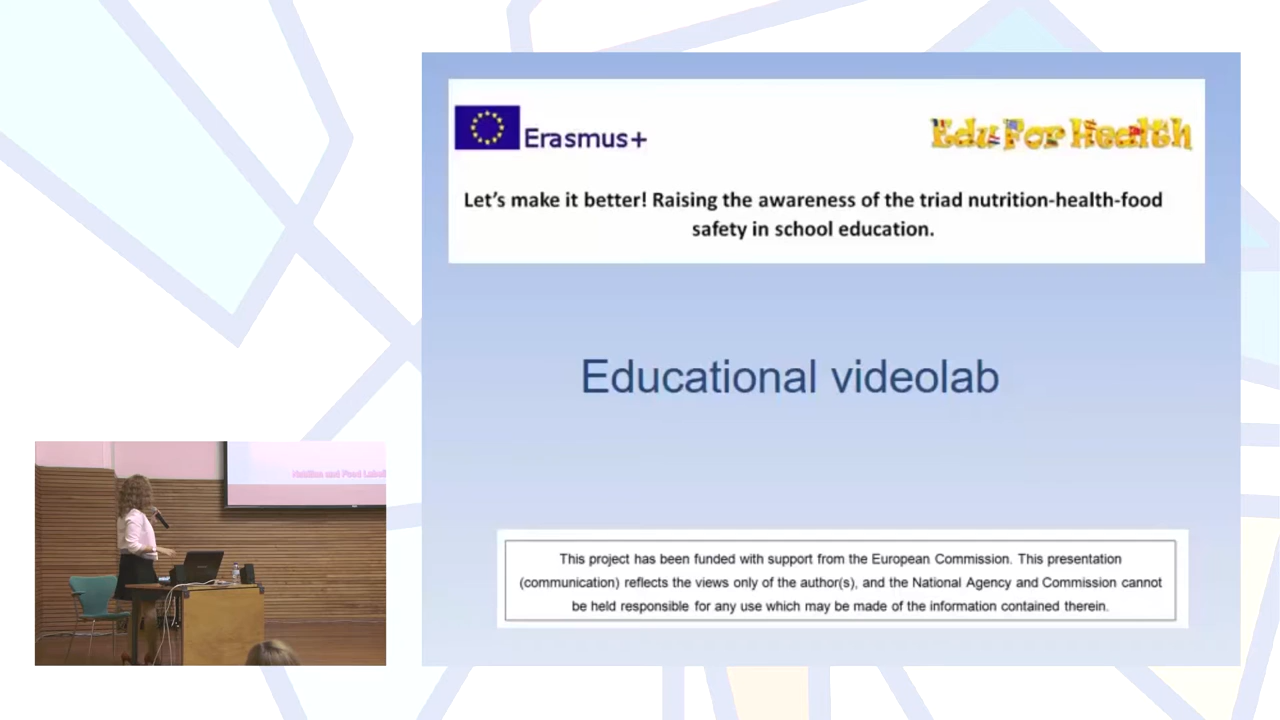 Erasmus+
Edu For Health
Let's make it better! Raising the awareness of the triad nutrition-health-food
safety in school education.
Educational videolab
This project has been funded with support from the European Commission. This presentation
(communication) reflects the views only of the author(s), and the National Agency and Commission cannot
be held responsible for any use which may be made of the information contained therein.
Nutrition and Food